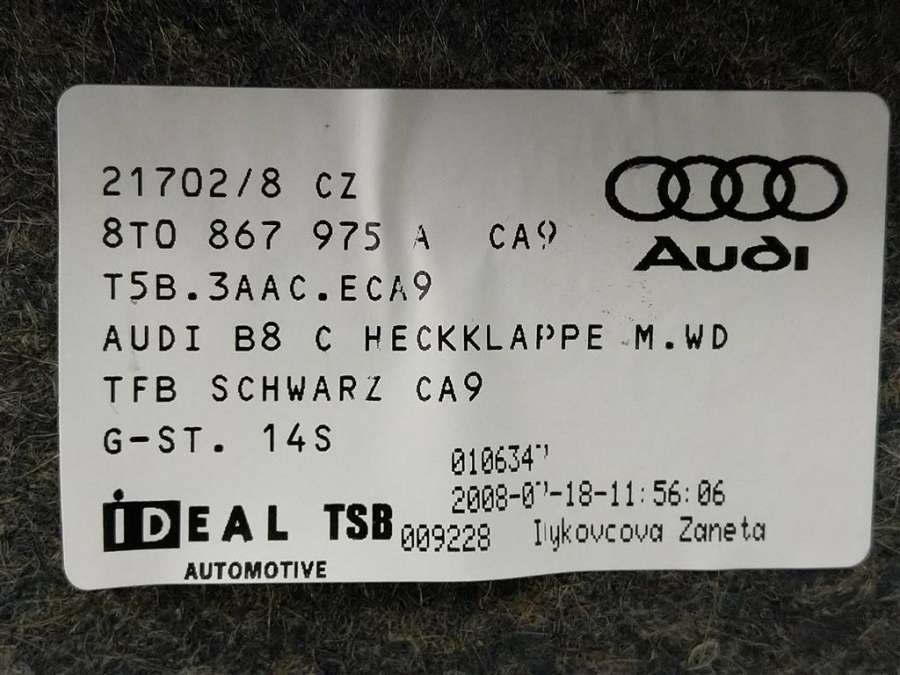 21702/8 CZ
8T0 867 975 A CA9
Audi
T5B.3AAC.ECA9
AUDI B8 C HECKKLAPPE M.WD
TFB SCHWARZ CA9
G-ST. 14S
IDEAL TSB
AUTOMOTIVE
009228 Zaneta